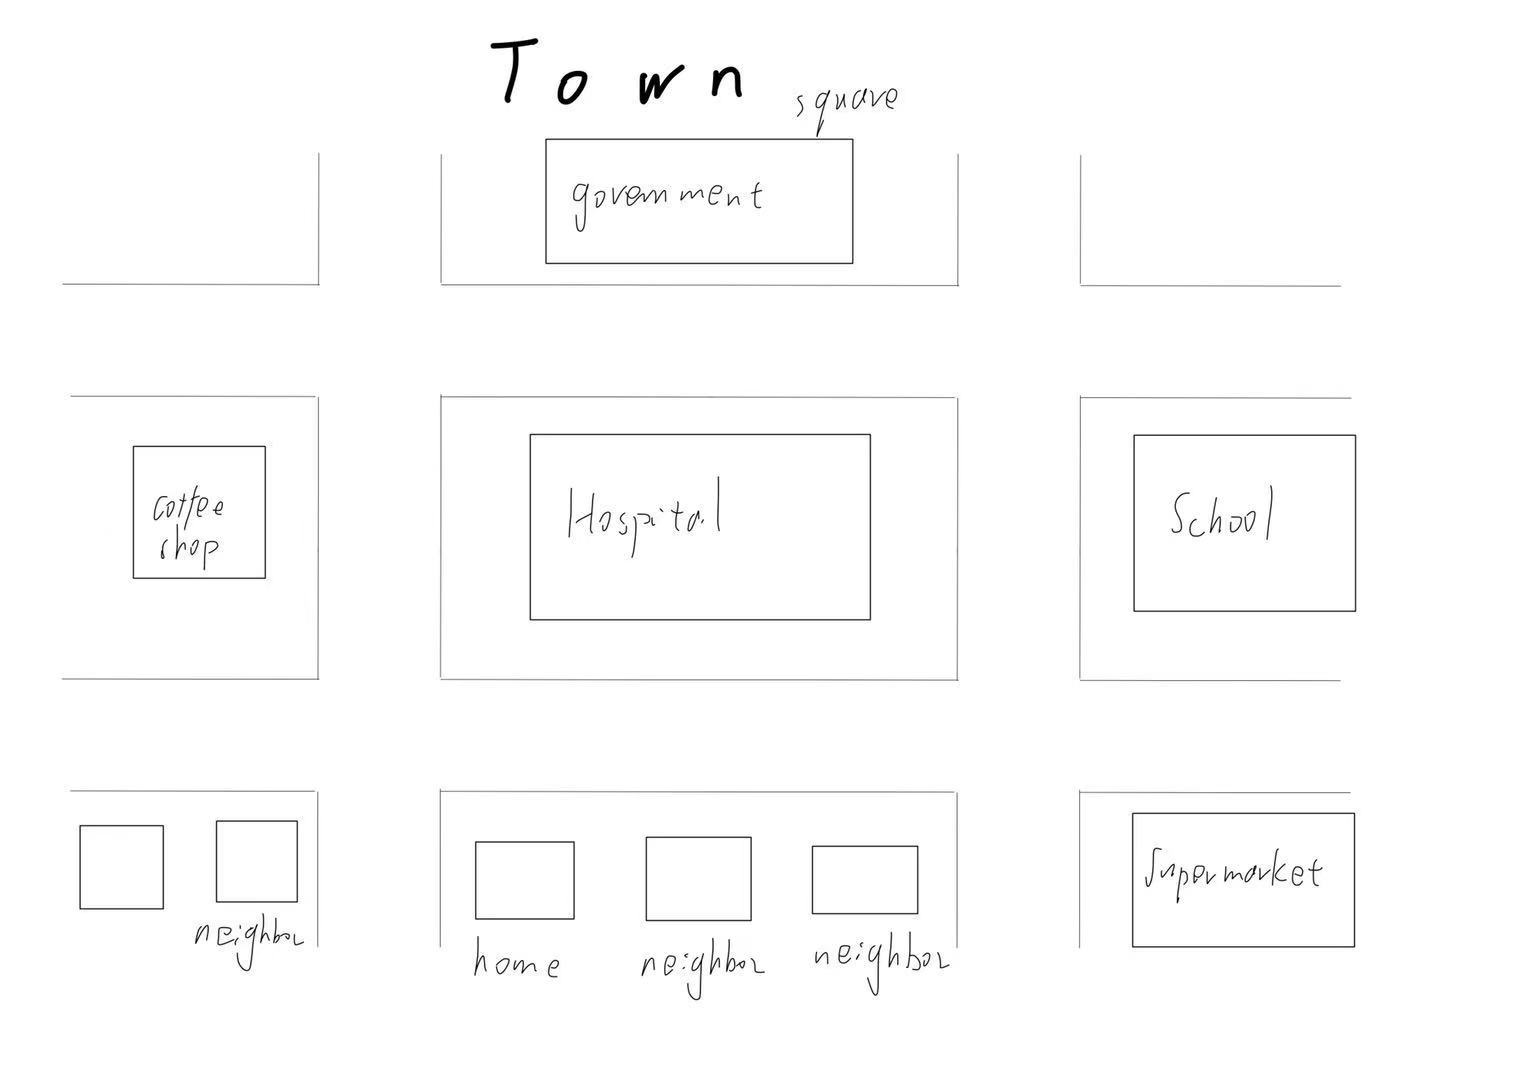 Town
square
government
coffee
shop
Hospital
School
Supermarket
neighbor
home
neighbor
neighbor